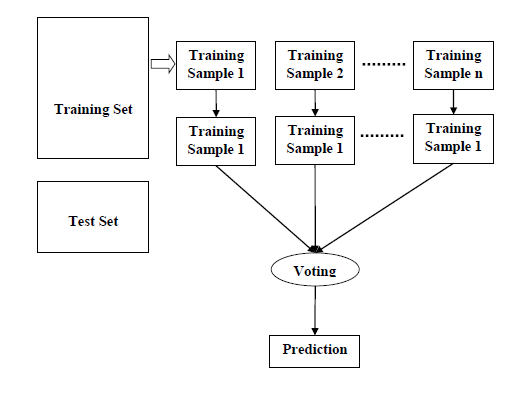 Training Set
Training
Sample 1
Training
Sample 2
.........
Training
Sample n
Training
Sample 1
Training
Sample 1
.........
Training
Sample 1
Test Set
Voting
Prediction